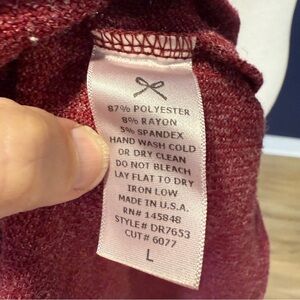 87% POLYESTER
8% RAYON
5% SPANDEX
HAND WASH COLD
OR DRY CLEAN
DO NOT BLEACH
LAY FLAT TO DRY
IRON LOW
MADE IN U.S.A.
RN# 145848
STYLE# DR7653
CUT# 6077
L